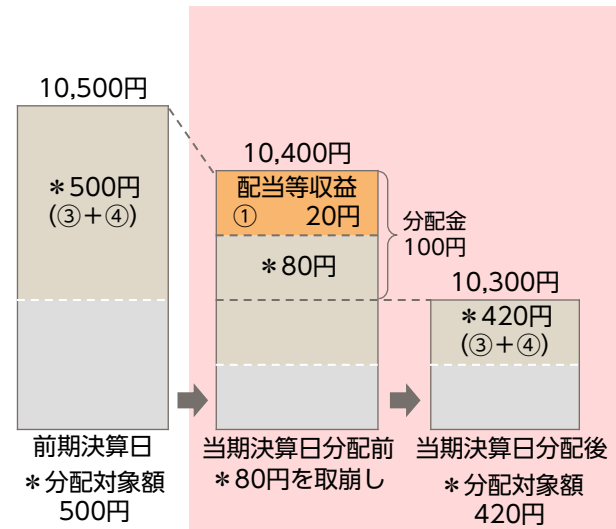 10,500円
＊500円
(③＋④)
前期決算日
＊分配対象額
500円
10,400円
配当等収益
① 20円
＊80円
分配金
100円
当期決算日分配前
＊80円を取崩し
10,300円
＊420円
(③＋④)
当期決算日分配後
＊分配対象額
420円